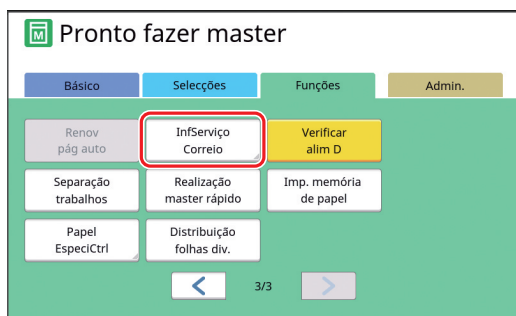 Pronto fazer master
Básico
Selecções
Funções
Admin.
Renov
pág auto
InfServiço
Correio
Verificar
alim D
Separação
trabalhos
Realização
master rápido
Imp. memória
de papel
Papel
EspeciCtrl
Distribuição
folhas div.
3/3